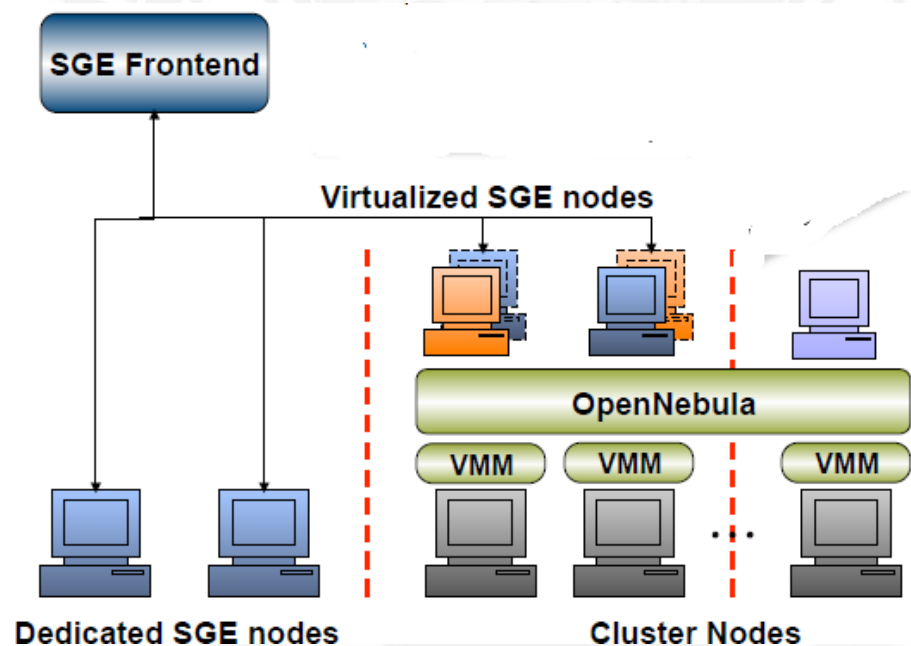 SGE Frontend
Virtualized SGE nodes
OpenNebula
VMM VMM VMM
...
Dedicated SGE nodes Cluster Nodes